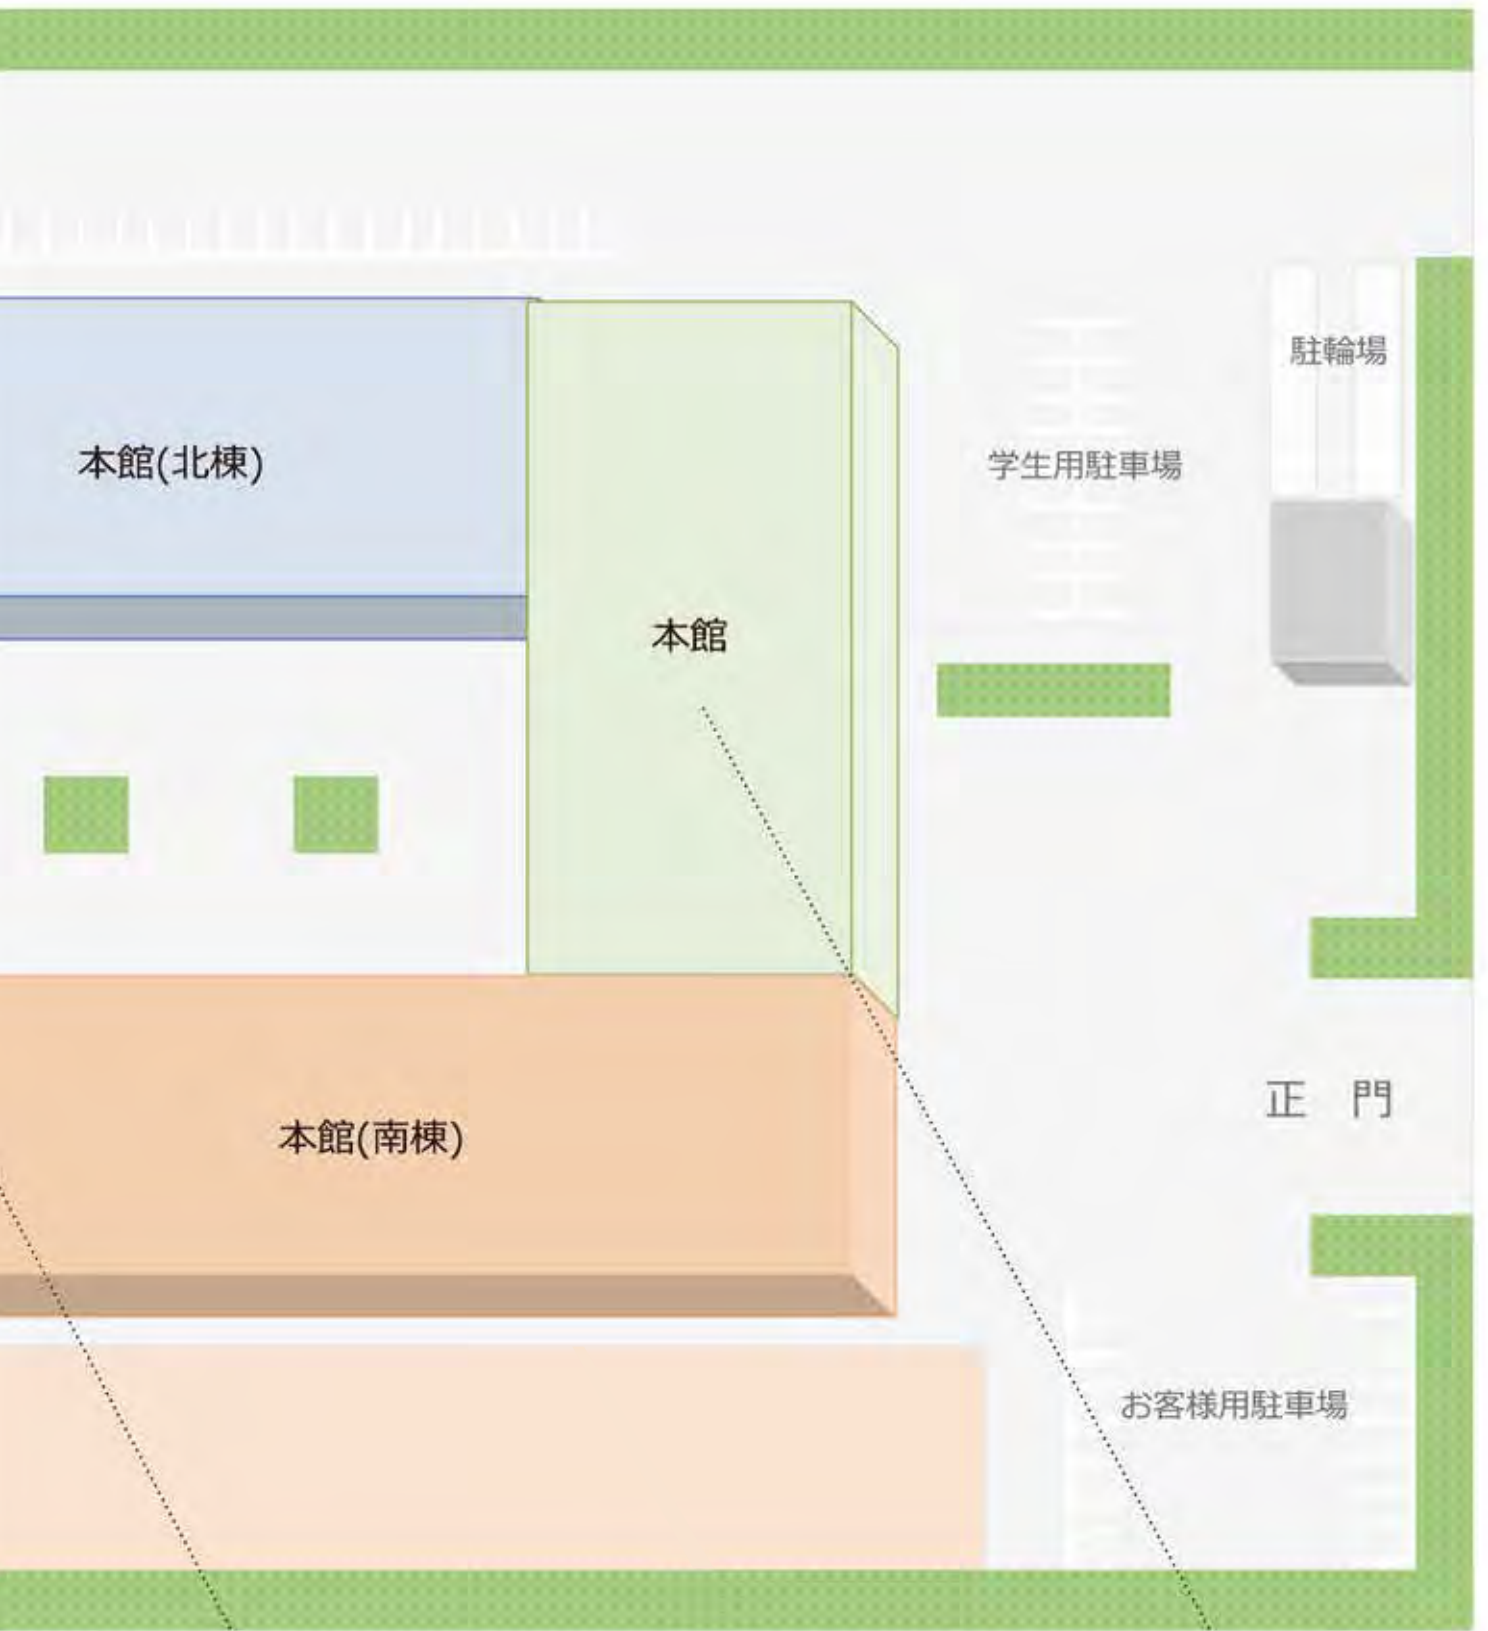 駐輪場
本館(北棟)
学生用駐車場
本館
正　門
本館(南棟)
お客様用駐車場